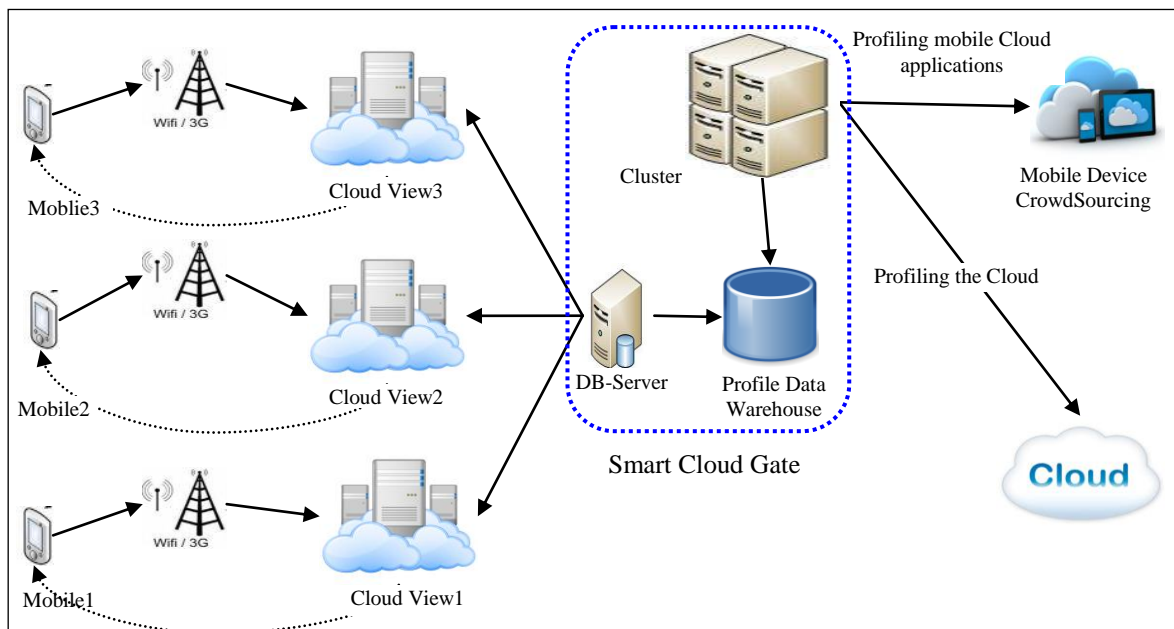 Wifi / 3G
Moblie3
Cloud View3
Wifi / 3G
Mobile2
Cloud View2
Wifi / 3G
Mobile1
Cloud View1
Cluster
DB-Server
Profile Data
Warehouse
Smart Cloud Gate
Profiling mobile Cloud
applications
Mobile Device
CrowdSourcing
Profiling the Cloud
Cloud